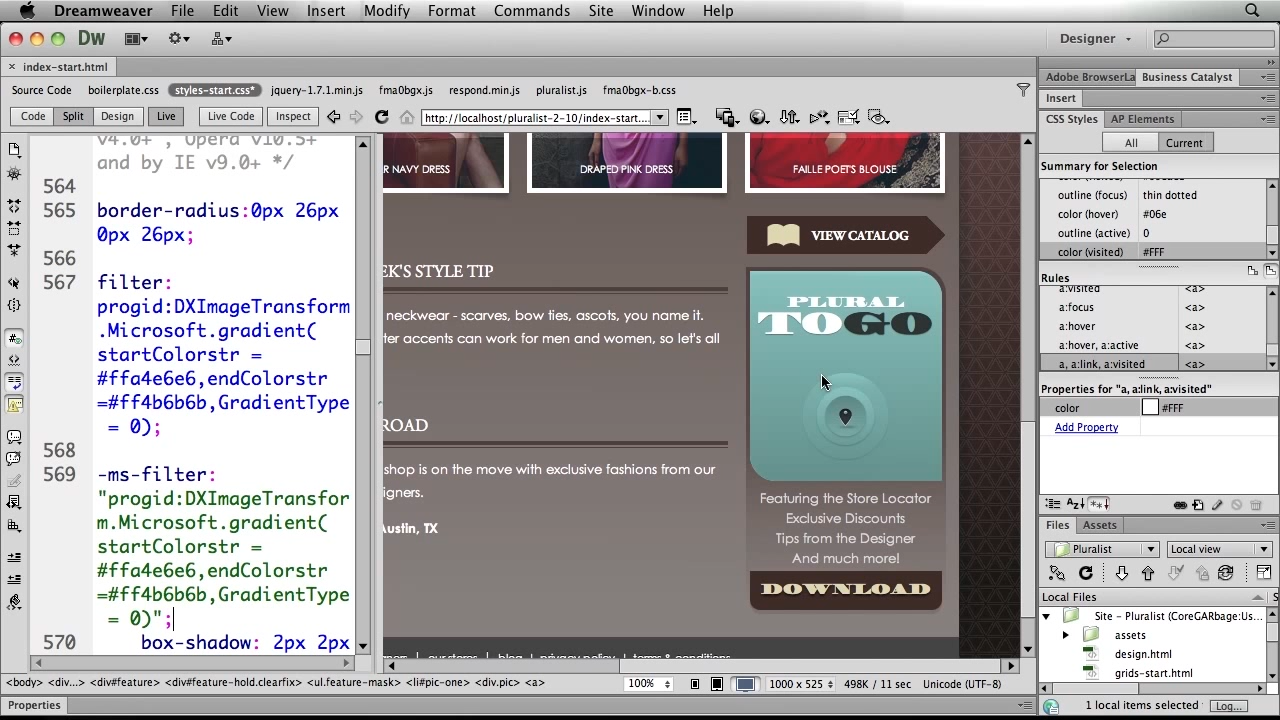 Dreamweaver File Edit View Insert Modify Format Commands Site Window Help
Dw Designer
index-start.html
Source Code boilerplate.css styles-start.css* jquery-1.7.1.min.js fma0bgx.js respond.min.js pluralist.js fma0bgx-b.css
Code Split Design Live Live Code Inspect http://localhost/pluralist-2-10/index-start....
v4.0+ , Opera v10.5+
and by IE v9.0+ */
564
565 border-radius:0px 26px
0px 26px;
566
567 filter:
progid:DXImageTransform
.Microsoft.gradient(
startColorstr =
#ffa4e6e6,endColorstr
=#ff4b6b6b,GradientType
= 0);
568
569 -ms-filter:
"progid:DXImageTransfor
m.Microsoft.gradient(
startColorstr =
#ffa4e6e6,endColorstr
=#ff4b6b6b,GradientType
= 0)";
570 box-shadow: 2px 2px
R NAVY DRESS
DRAPED PINK DRESS
FAILLE POET'S BLOUSE
VIEW CATALOG
EK'S STYLE TIP
neckwear - scarves, bow ties, ascots, you name it.
ter accents can work for men and women, so let's all
ROAD
shop is on the move with exclusive fashions from our
igners.
Austin, TX
PLURAL
TOGO
Featuring the Store Locator
Exclusive Discounts
Tips from the Designer
And much more!
DOWNLOAD
blog | privacy policy | terms & conditions
<body> <div...> <div#feature> <div#feature-hold.clearfix> <ul.feature-mask> <li#pic-one> <div.pic> <a> 100% 1000 x 525 498K / 11 sec Unicode (UTF-8)
Properties
Adobe BrowserLa Business Catalyst
Insert
CSS Styles AP Elements
All Current
Summary for Selection
outline (focus) thin dotted
color (hover) #06e
outline (active) 0
color (visited) #FFF
Rules
a:visited <a>
a:focus <a>
a:hover <a>
a:hover, a:active <a>
a, a:link, a:visited <a>
Properties for "a, a:link, a:visited"
color #FFF
Add Property
Files Assets
Pluralist Local view
Local Files S
Site - Pluralist (CoreGARbage:Us...
assets
design.html
grids-start.html
1 local items selected Log...